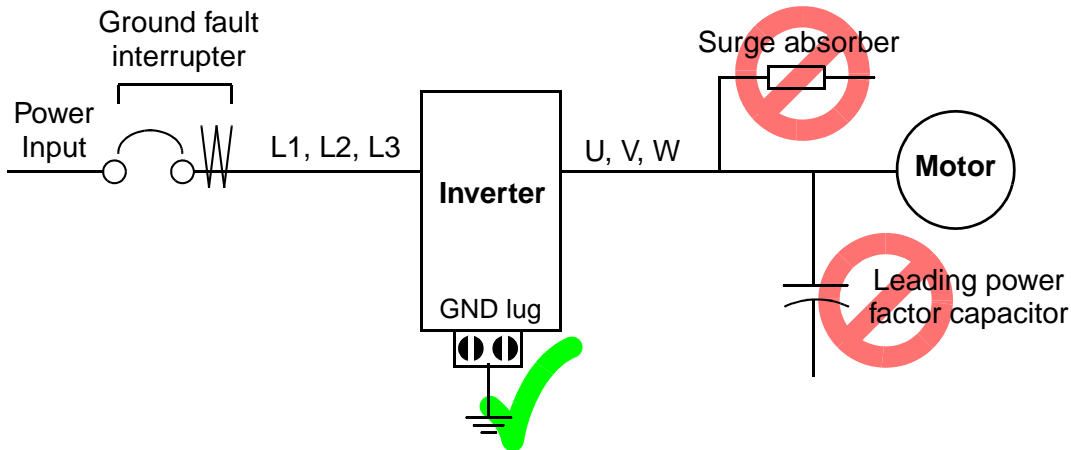 Ground fault
interrupter
Surge absorber
Power
Input
L1, L2, L3
U, V, W
Motor
Inverter
Leading power
factor capacitor
GND lug